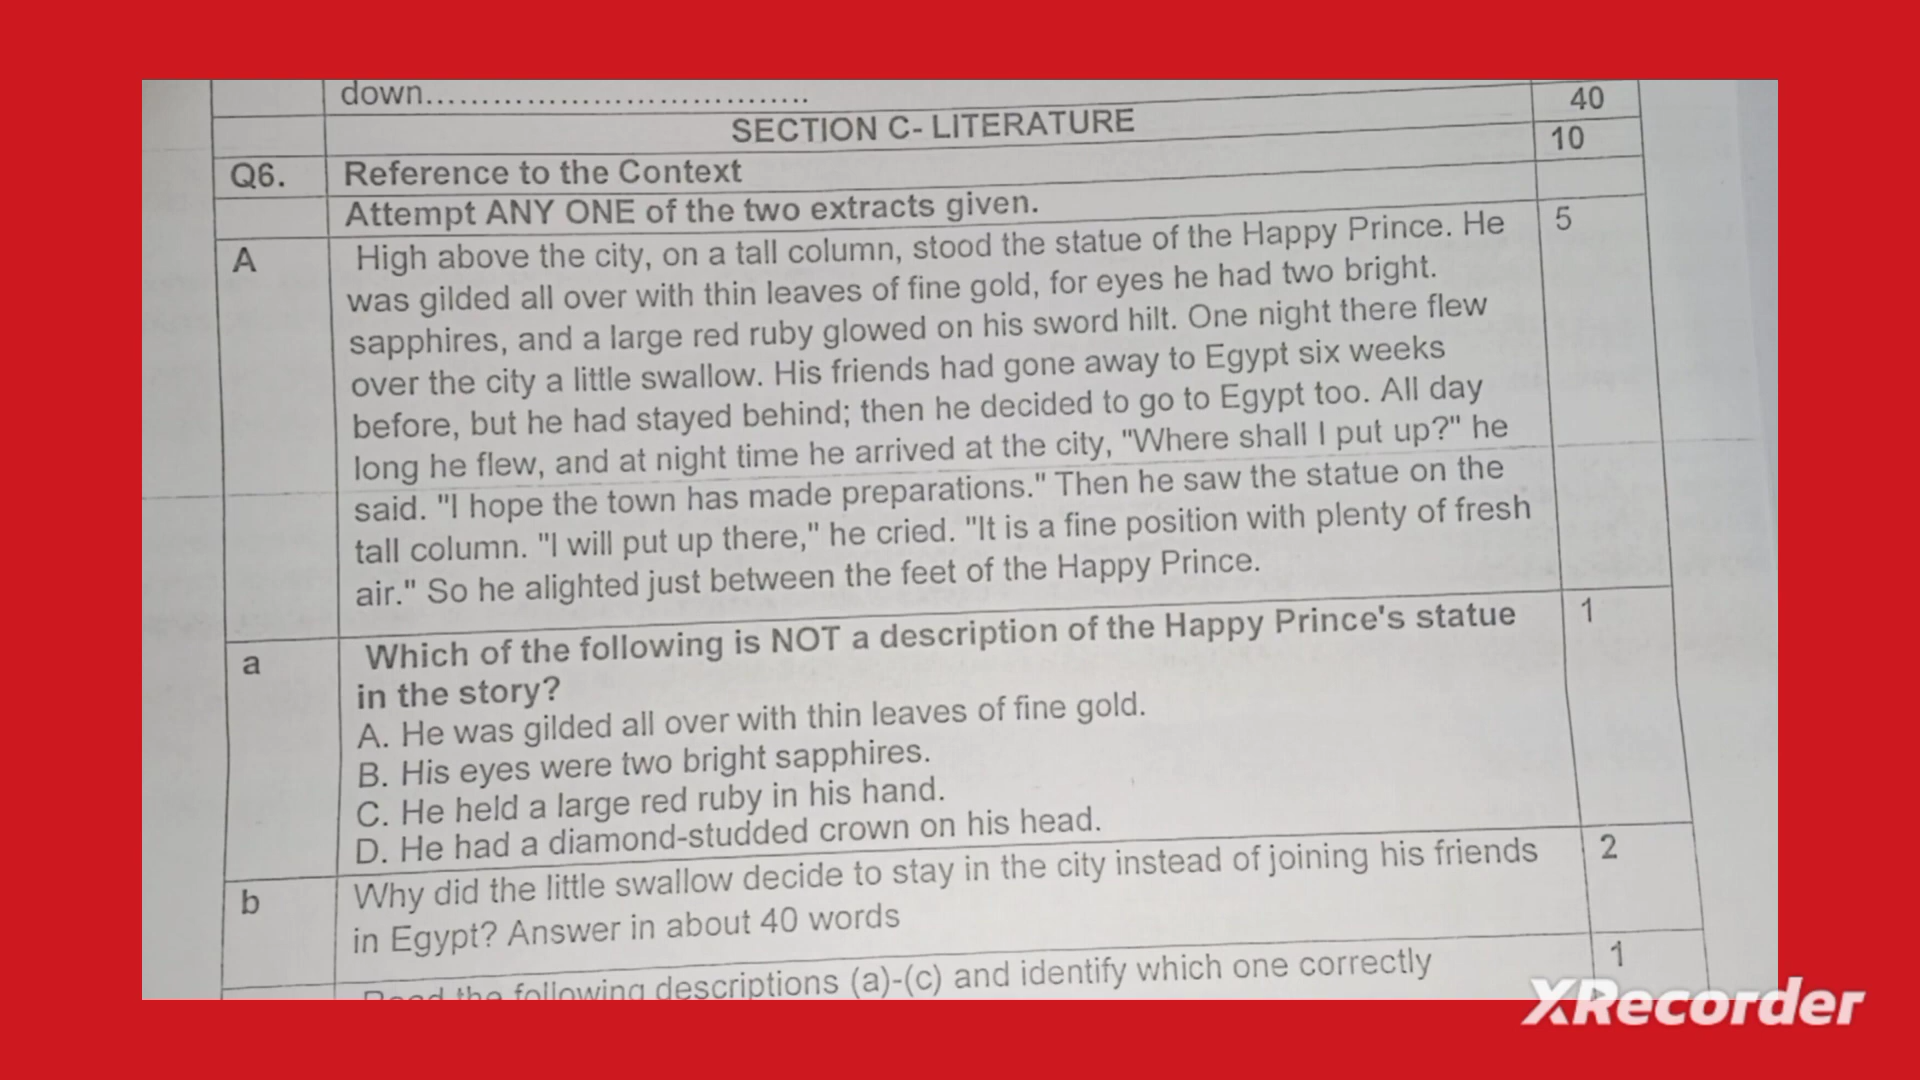 down..................................
SECTION C- LITERATURE 40
Q6. Reference to the Context 10
Attempt ANY ONE of the two extracts given.
A High above the city, on a tall column, stood the statue of the Happy Prince. He 5
was gilded all over with thin leaves of fine gold, for eyes he had two bright.
sapphires, and a large red ruby glowed on his sword hilt. One night there flew
over the city a little swallow. His friends had gone away to Egypt six weeks
before, but he had stayed behind; then he decided to go to Egypt too. All day
long he flew, and at night time he arrived at the city, "Where shall I put up?" he
said. "I hope the town has made preparations." Then he saw the statue on the
tall column. "I will put up there," he cried. "It is a fine position with plenty of fresh
air." So he alighted just between the feet of the Happy Prince.
a Which of the following is NOT a description of the Happy Prince's statue 1
in the story?
A. He was gilded all over with thin leaves of fine gold.
B. His eyes were two bright sapphires.
C. He held a large red ruby in his hand.
D. He had a diamond-studded crown on his head.
b Why did the little swallow decide to stay in the city instead of joining his friends 2
in Egypt? Answer in about 40 words
Read the following descriptions (a)-(c) and identify which one correctly 1
XRecorder